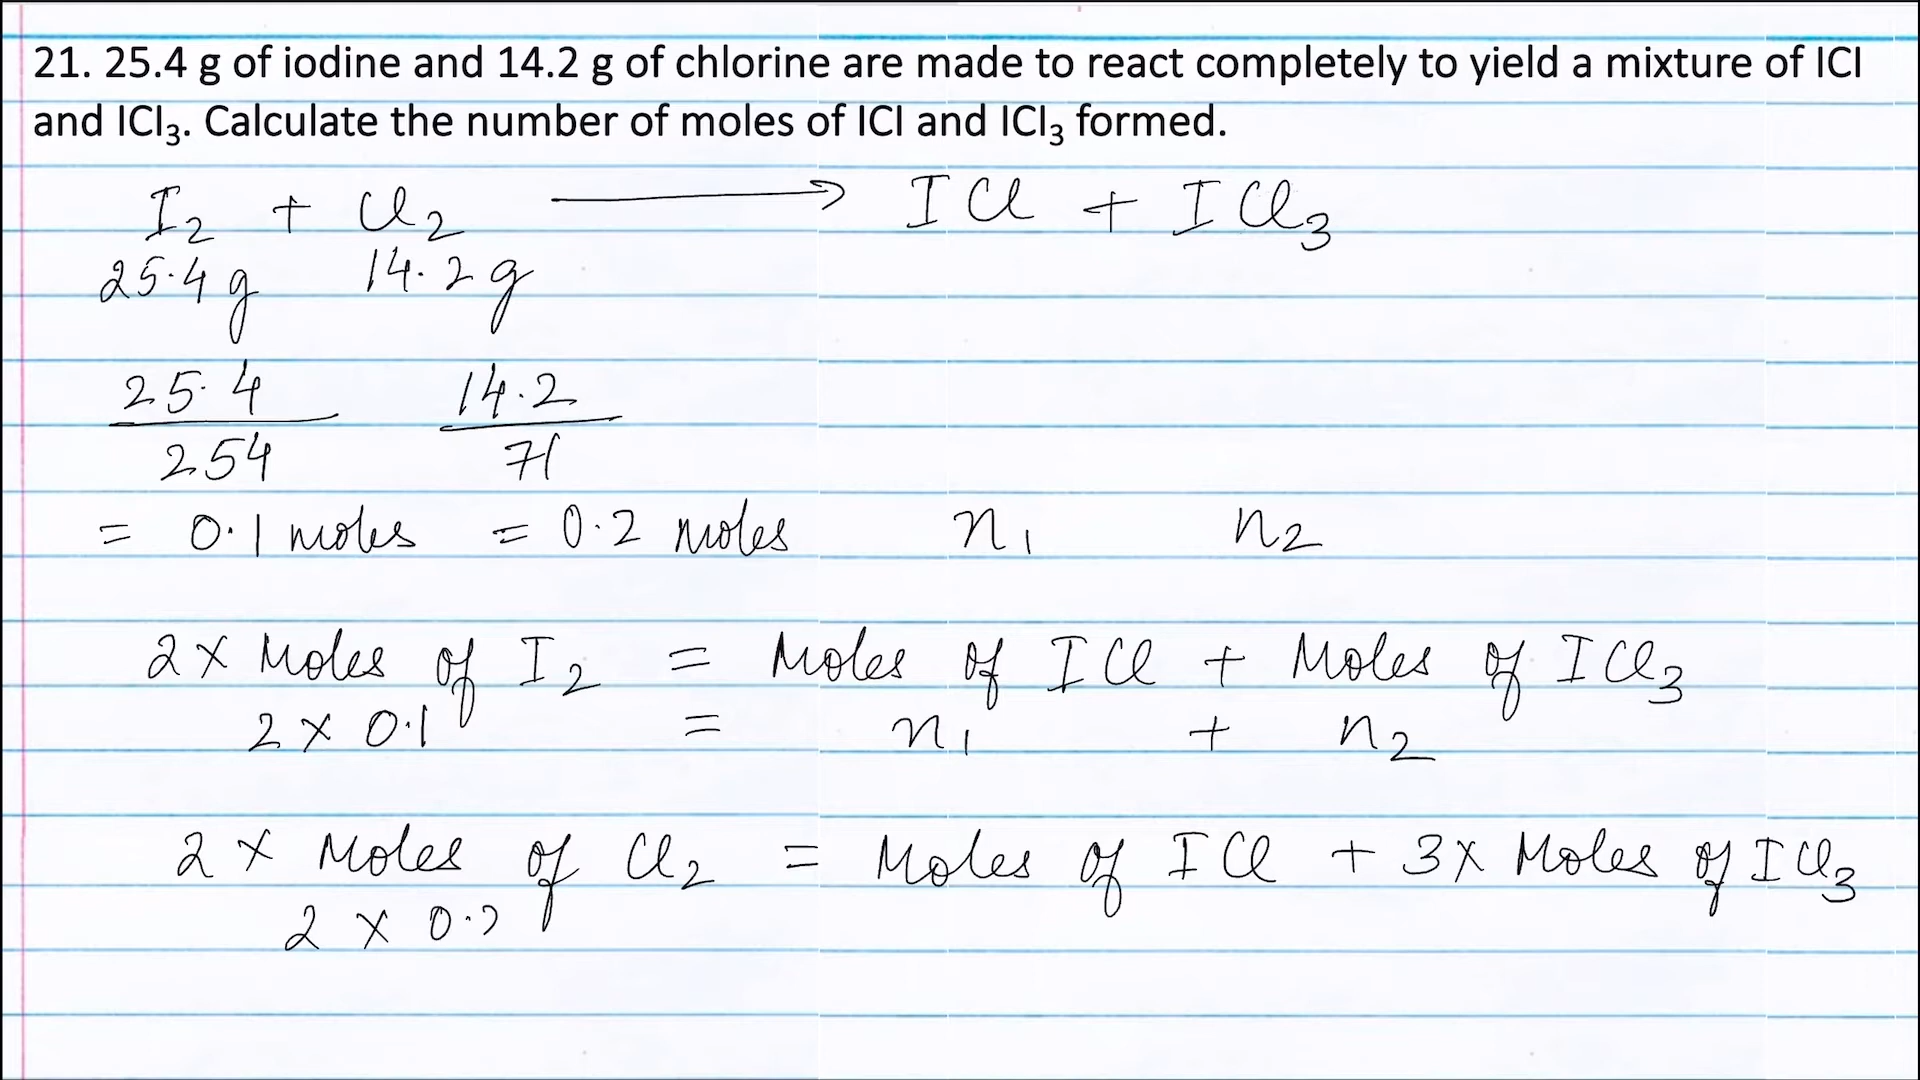 21. 25.4 g of iodine and 14.2 g of chlorine are made to react completely to yield a mixture of ICl
and ICl₃. Calculate the number of moles of ICl and ICl₃ formed.
I₂ + Cl₂ ⟶ ICl + ICl₃
25.4 g 14.2 g
25.4 14.2
254 71
= 0.1 moles = 0.2 moles n₁ n₂
2 × Moles of I₂ = Moles of ICl + Moles of ICl₃
2 × 0.1 = n₁ + n₂
2 × Moles of Cl₂ = Moles of ICl + 3 × Moles of ICl₃
2 × 0.2